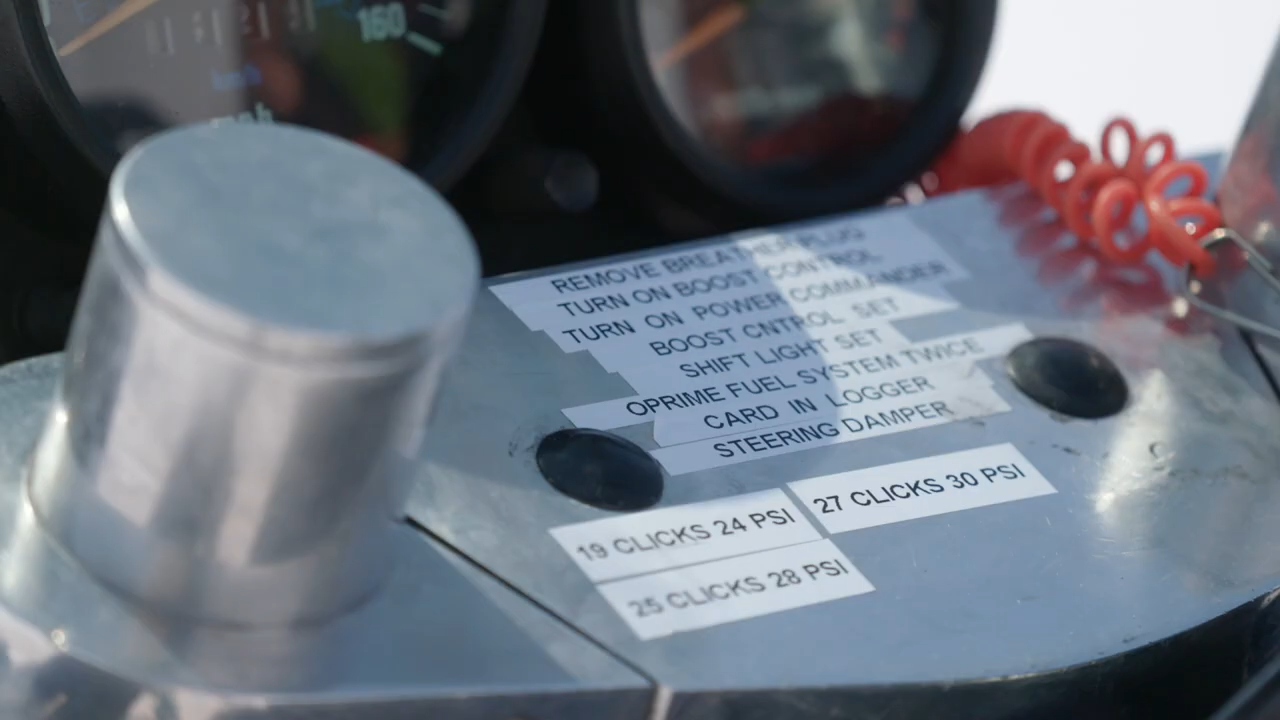 160
mph
REMOVE BREATHER PLUG
TURN ON BOOST CONTROL
TURN ON POWER COMMANDER
BOOST CNTROL SET
SHIFT LIGHT SET
OPRIME FUEL SYSTEM TWICE
CARD IN LOGGER
STEERING DAMPER
19 CLICKS 24 PSI
27 CLICKS 30 PSI
25 CLICKS 28 PSI